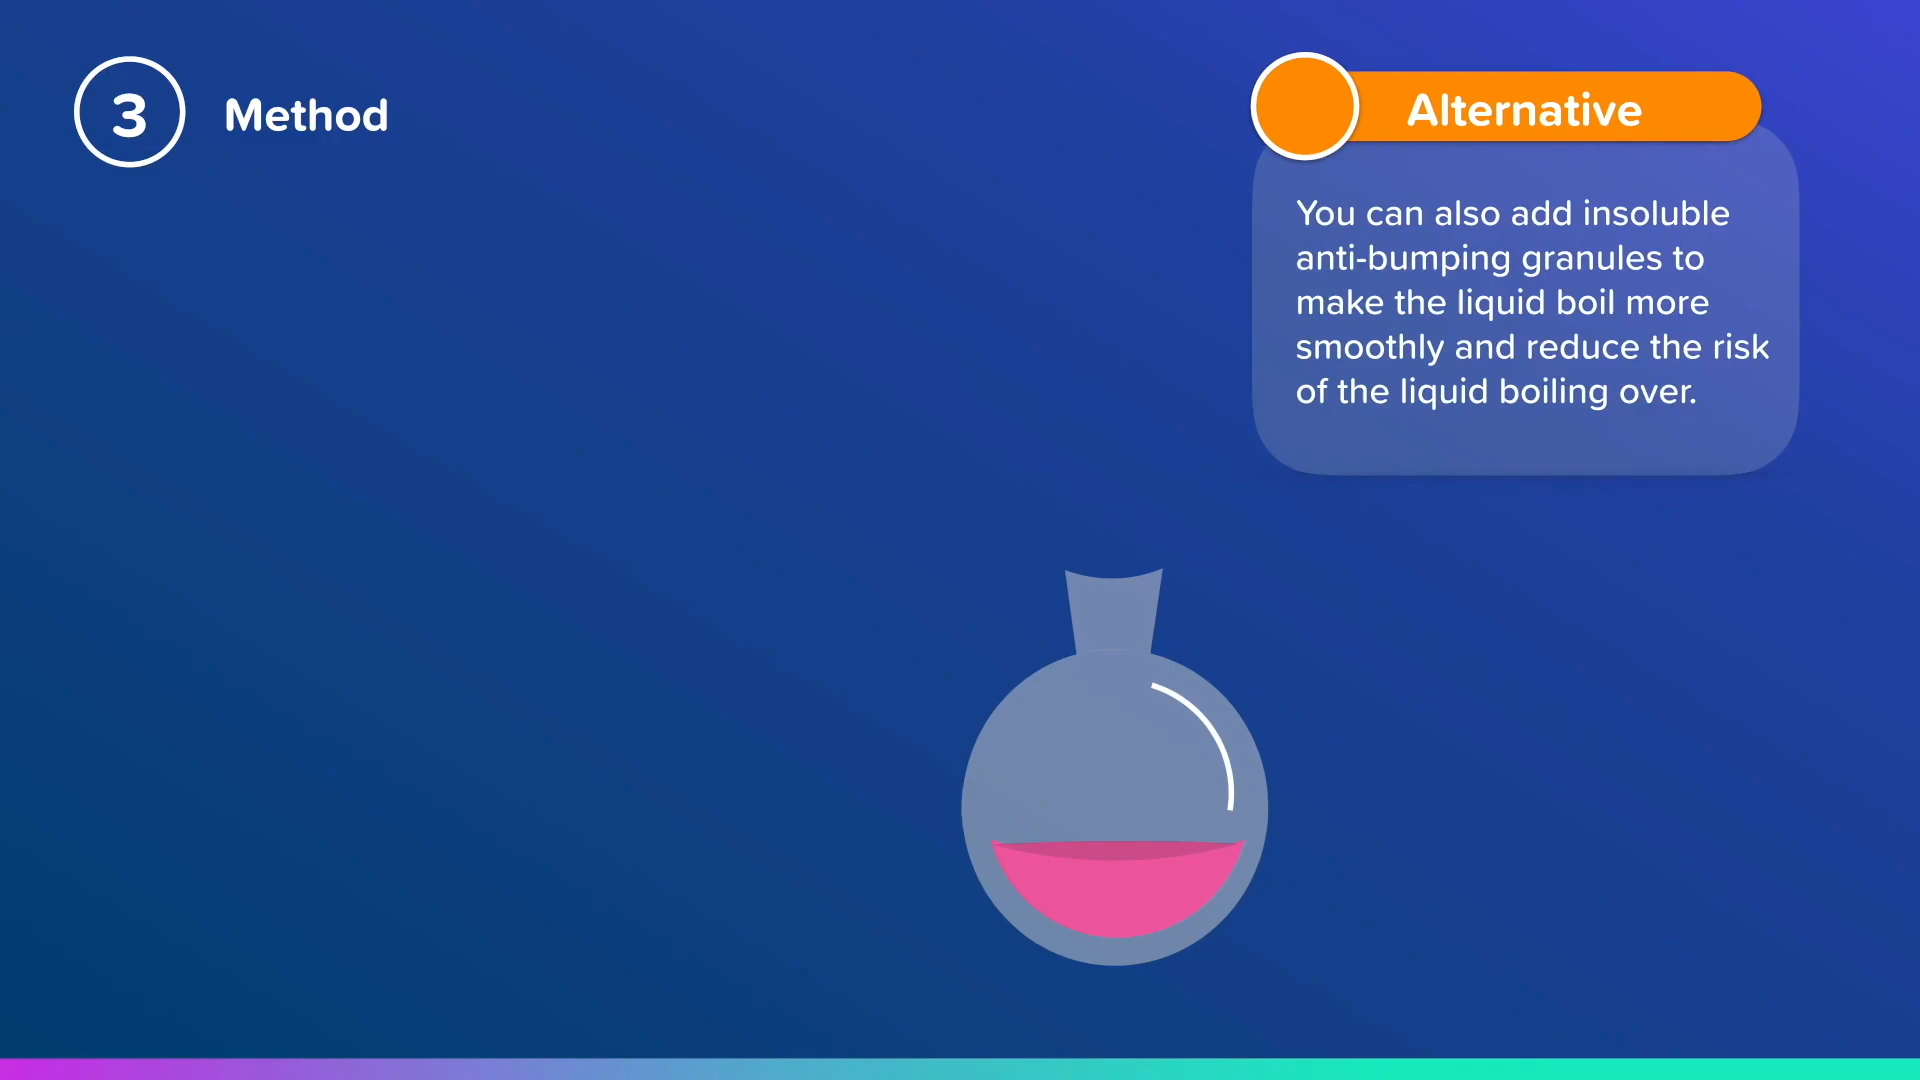 3
Method
Alternative
You can also add insoluble
anti-bumping granules to
make the liquid boil more
smoothly and reduce the risk
of the liquid boiling over.